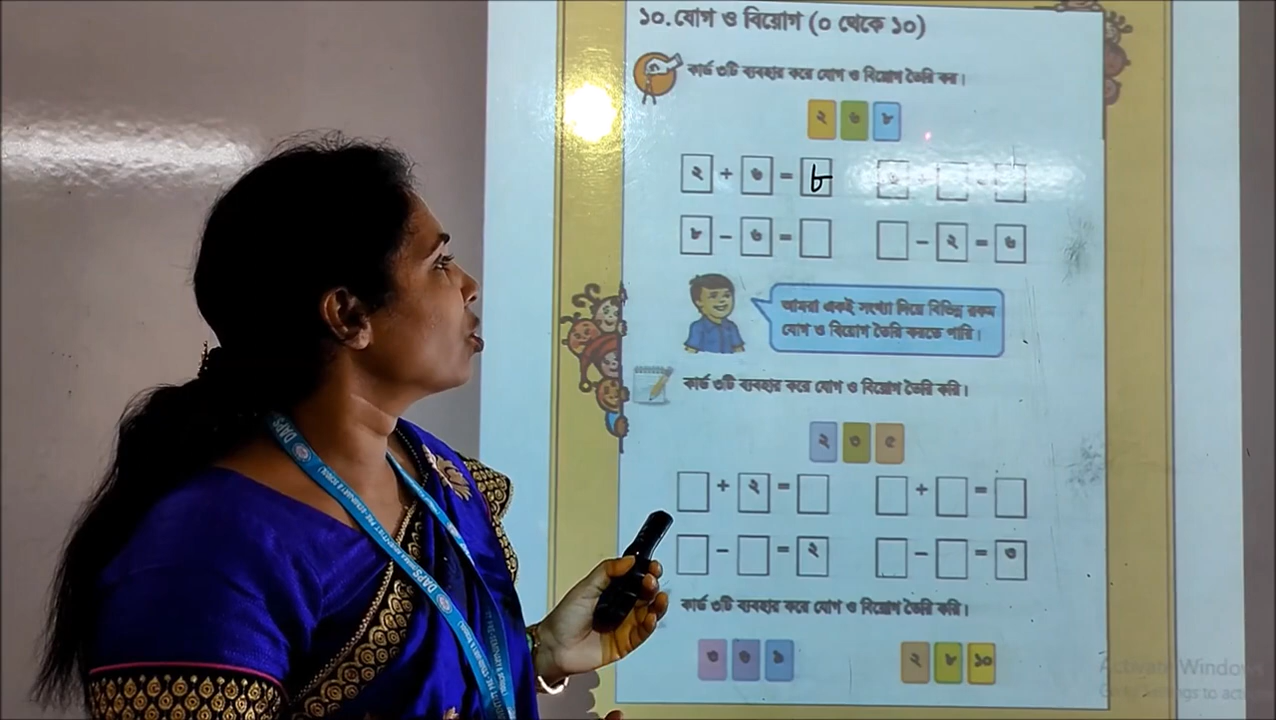 ১০. যোগ ও বিয়োগ (০ থেকে ১০)
কার্ড ৩টি ব্যবহার করে যোগ ও বিয়োগ তৈরি কর।
২ ৬ ৮
২ + ৬ = ৮
৮ - ৬ =
- ২ = ৬
আমরা একই সংখ্যা দিয়ে বিভিন্ন রকম
যোগ ও বিয়োগ তৈরি করতে পারি।
কার্ড ৩টি ব্যবহার করে যোগ ও বিয়োগ তৈরি করি।
২ ৩ ৫
+ ২ =
+ =
- = ২
- = ৩
কার্ড ৩টি ব্যবহার করে যোগ ও বিয়োগ তৈরি করি।
২ ৮ ১০
DAPS
Activate Windows